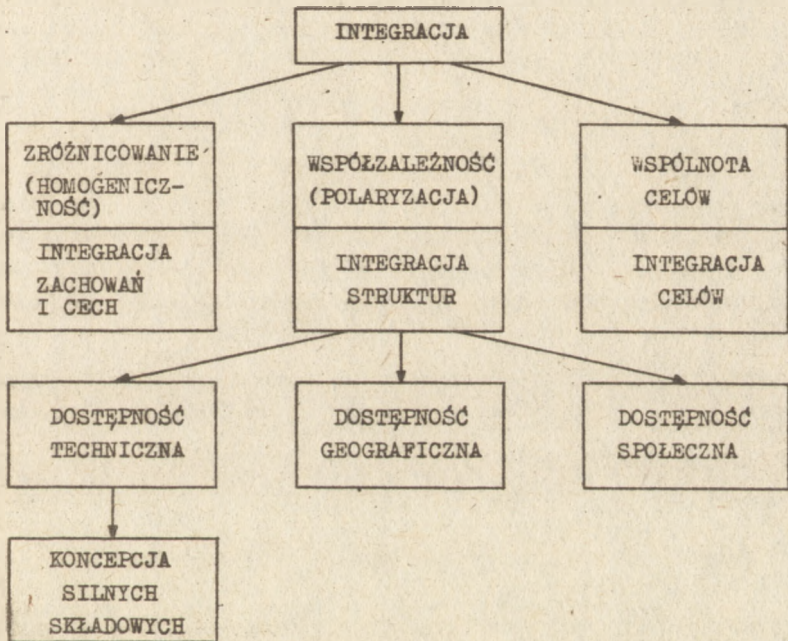 INTEGRACJA
ZRÓŻNICOWANIE
(HOMOGENICZ-
NOŚĆ)
INTEGRACJA
ZACHOWAŃ
I CECH
WSPÓŁZALEŻNOŚĆ
(POLARYZACJA)
INTEGRACJA
STRUKTUR
WSPÓLNOTA
CELÓW
INTEGRACJA
CELÓW
DOSTĘPNOŚĆ
TECHNICZNA
DOSTĘPNOŚĆ
GEOGRAFICZNA
DOSTĘPNOŚĆ
SPOŁECZNA
KONCEPCJA
SILNYCH
SKŁADOWYCH